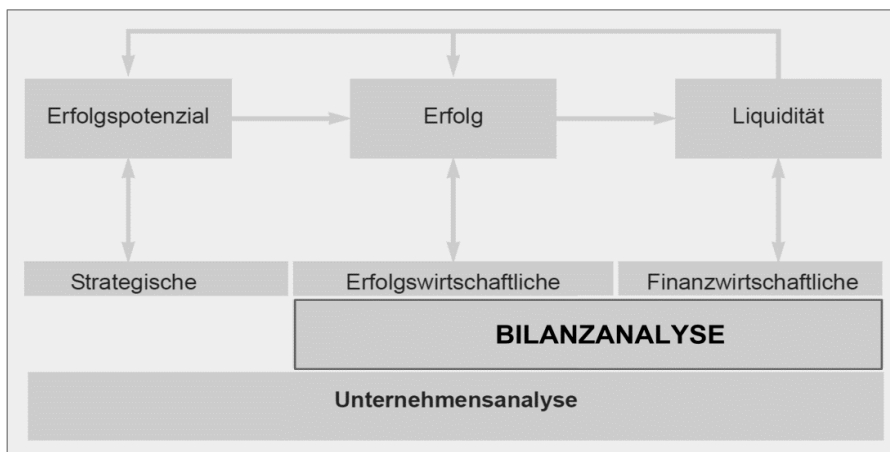 Erfolgspotenzial
Erfolg
Liquidität
Strategische
Erfolgswirtschaftliche
Finanzwirtschaftliche
BILANZANALYSE
Unternehmensanalyse